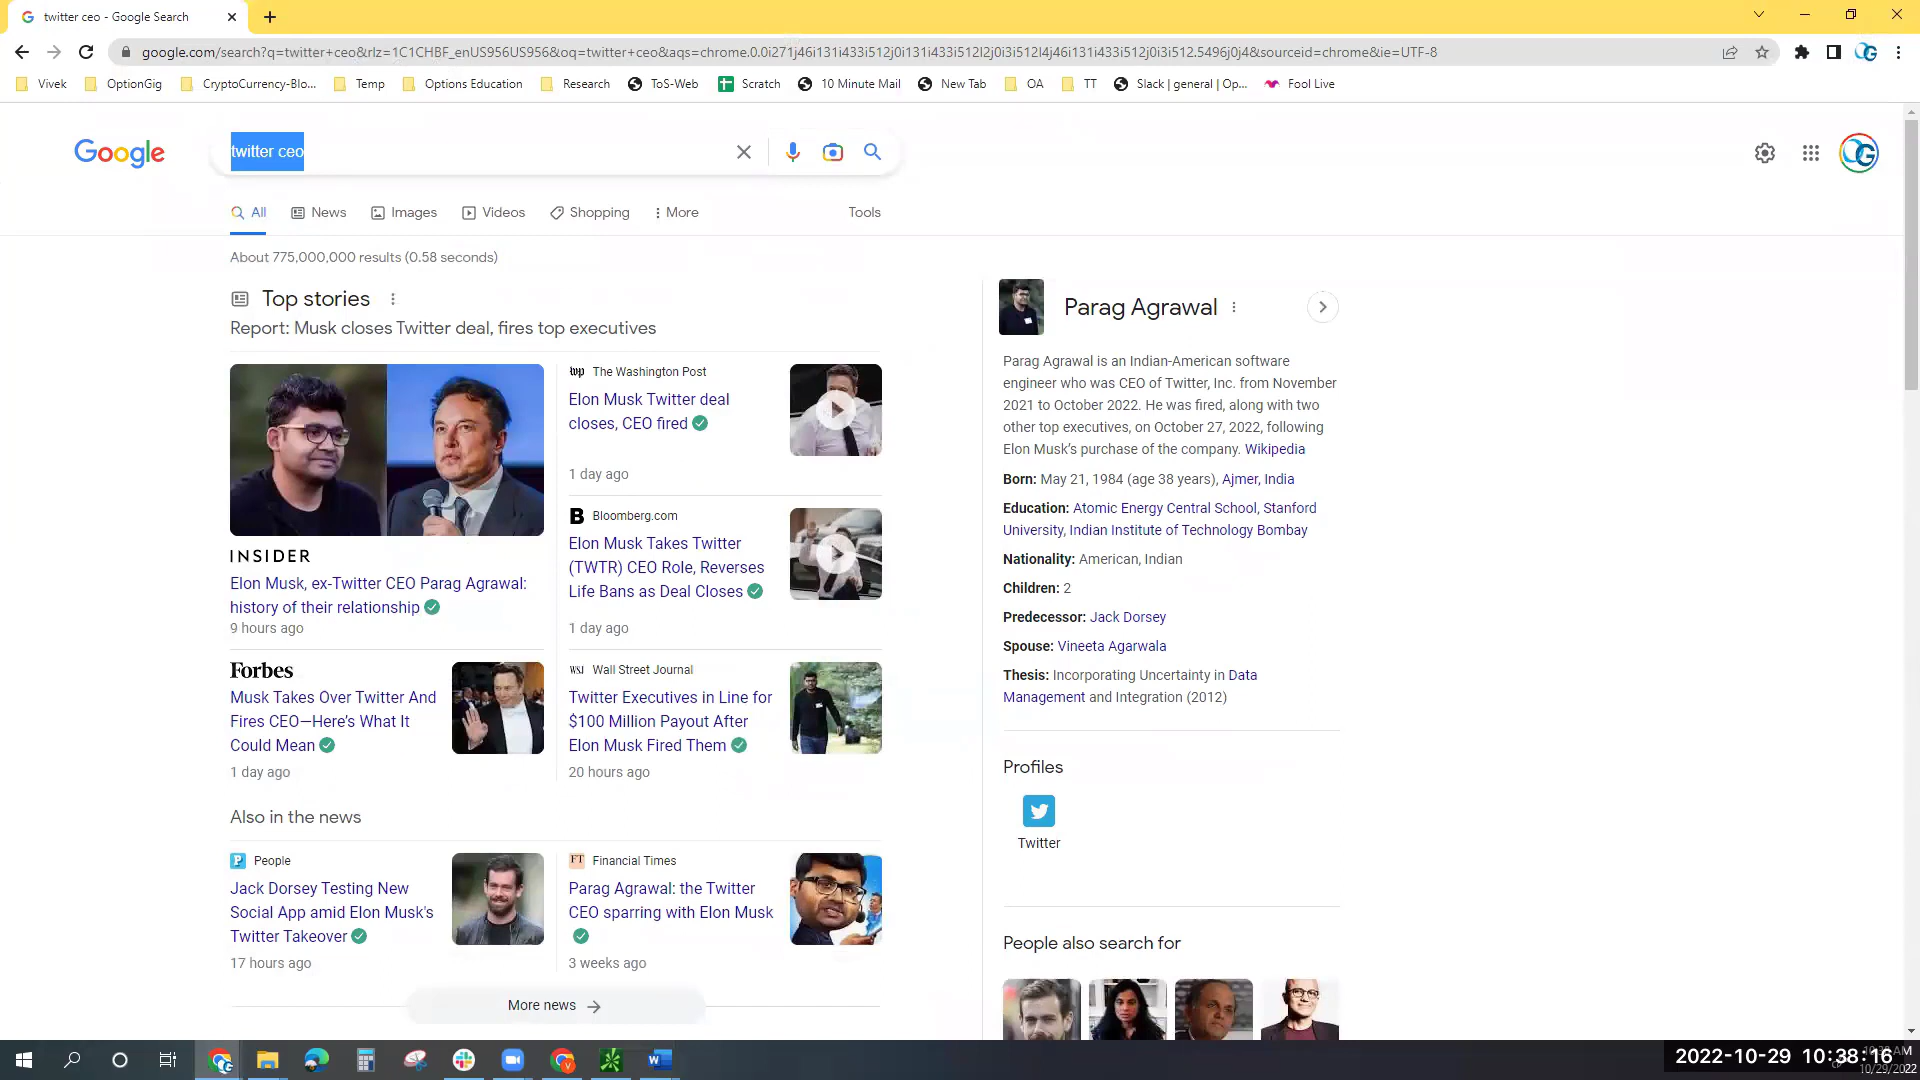 twitter ceo - Google Search
google.com/search?q=twitter+ceo&rlz=1C1CHBF_enUS956US956&oq=twitter+ceo&aqs=chrome.0.0i271j46i131i433i512j0i131i433i512l2j0i3i512l4j46i131i433i512j0i3i512.5496j0j4&sourceid=chrome&ie=UTF-8
Vivek OptionGig CryptoCurrency-Blo... Temp Options Education Research ToS-Web Scratch 10 Minute Mail New Tab OA TT Slack | general | Op... Fool Live
Google
twitter ceo
All News Images Videos Shopping More Tools
About 775,000,000 results (0.58 seconds)
Top stories
Report: Musk closes Twitter deal, fires top executives
INSIDER
Elon Musk, ex-Twitter CEO Parag Agrawal:
history of their relationship
9 hours ago
The Washington Post
Elon Musk Twitter deal
closes, CEO fired
1 day ago
Bloomberg.com
Elon Musk Takes Twitter
(TWTR) CEO Role, Reverses
Life Bans as Deal Closes
1 day ago
Forbes
Musk Takes Over Twitter And
Fires CEO—Here's What It
Could Mean
1 day ago
WSJ Wall Street Journal
Twitter Executives in Line for
$100 Million Payout After
Elon Musk Fired Them
20 hours ago
Also in the news
People
Jack Dorsey Testing New
Social App amid Elon Musk's
Twitter Takeover
17 hours ago
FT Financial Times
Parag Agrawal: the Twitter
CEO sparring with Elon Musk
3 weeks ago
More news
Parag Agrawal
Parag Agrawal is an Indian-American software
engineer who was CEO of Twitter, Inc. from November
2021 to October 2022. He was fired, along with two
other top executives, on October 27, 2022, following
Elon Musk's purchase of the company. Wikipedia
Born: May 21, 1984 (age 38 years), Ajmer, India
Education: Atomic Energy Central School, Stanford
University, Indian Institute of Technology Bombay
Nationality: American, Indian
Children: 2
Predecessor: Jack Dorsey
Spouse: Vineeta Agarwala
Thesis: Incorporating Uncertainty in Data
Management and Integration (2012)
Profiles
Twitter
People also search for
2022-10-29 10:38:16